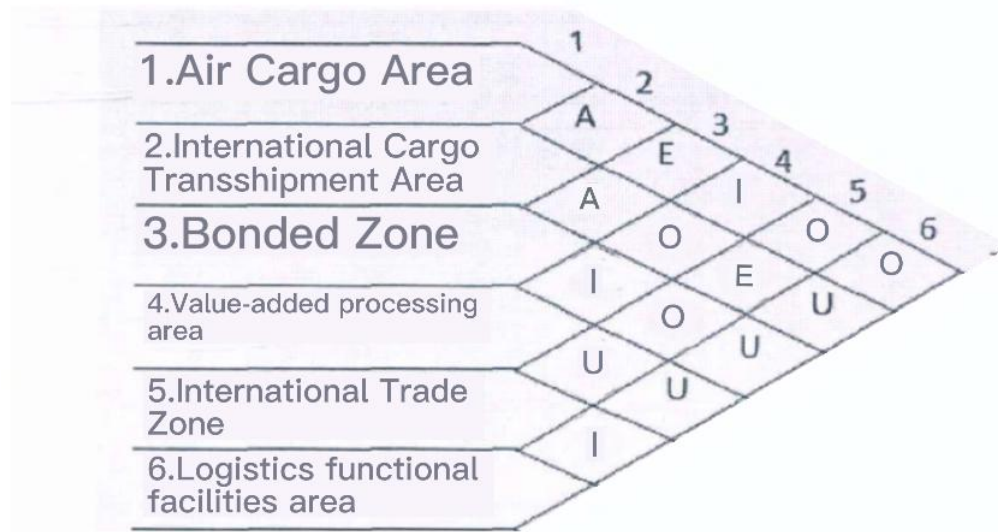 1
1.Air Cargo Area
2
A
3
2.International Cargo
Transshipment Area
E
4
A
I
5
3.Bonded Zone
O
O
6
I
E
O
4.Value-added processing
area
O
U
U
U
5.International Trade
Zone
U
I
6.Logistics functional
facilities area